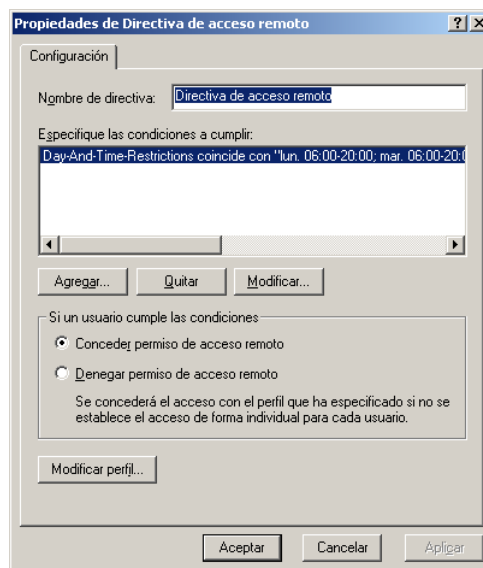 Propiedades de Directiva de acceso remoto
Configuración
Nombre de directiva: Directiva de acceso remoto
Especifique las condiciones a cumplir:
Day-And-Time-Restrictions coincide con "lun. 06:00-20:00; mar. 06:00-20:0
Agregar... Quitar Modificar...
Si un usuario cumple las condiciones
Conceder permiso de acceso remoto
Denegar permiso de acceso remoto
Se concederá el acceso con el perfil que ha especificado si no se
establece el acceso de forma individual para cada usuario.
Modificar perfil...
Aceptar Cancelar Aplicar